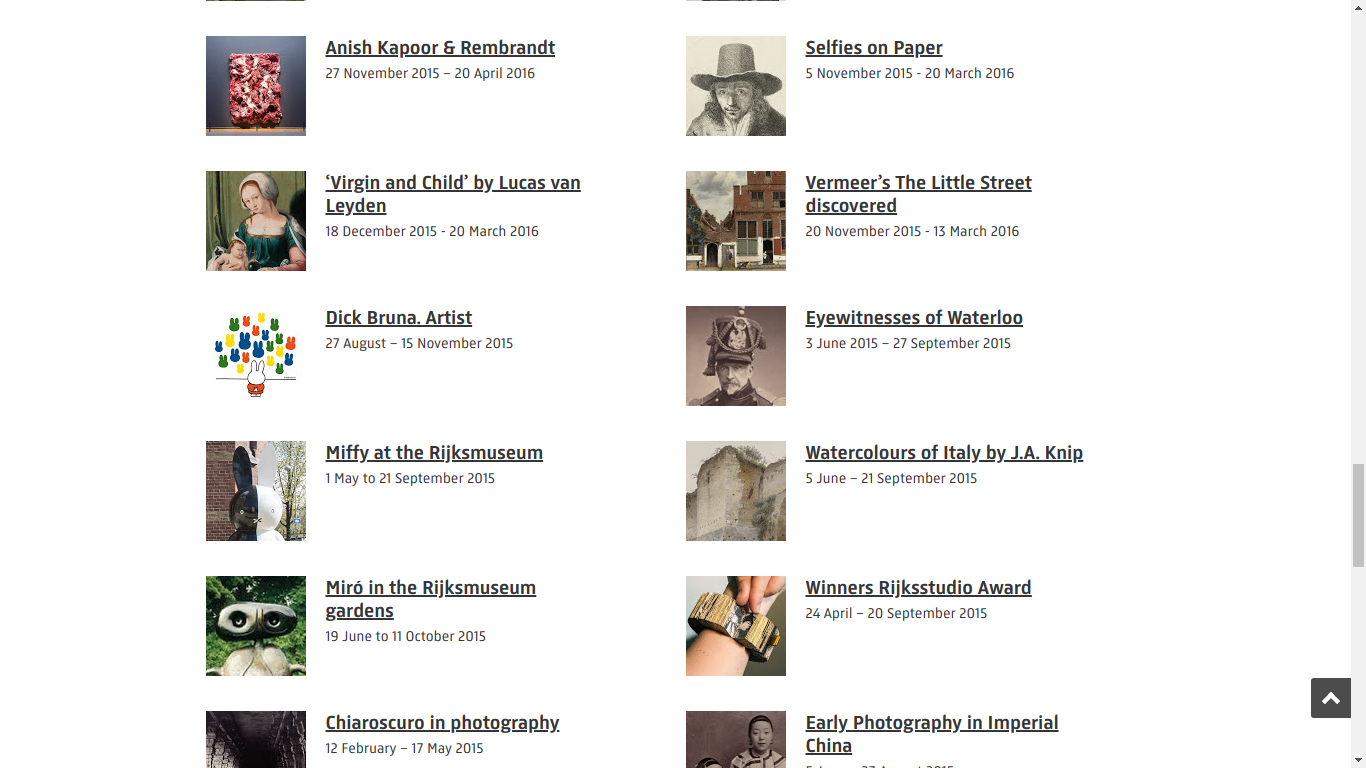 Anish Kapoor & Rembrandt
27 November 2015 – 20 April 2016
Selfies on Paper
5 November 2015 - 20 March 2016
‘Virgin and Child’ by Lucas van
Leyden
18 December 2015 - 20 March 2016
Vermeer’s The Little Street
discovered
20 November 2015 - 13 March 2016
Dick Bruna. Artist
27 August – 15 November 2015
Eyewitnesses of Waterloo
3 June 2015 – 27 September 2015
Miffy at the Rijksmuseum
1 May to 21 September 2015
Watercolours of Italy by J.A. Knip
5 June – 21 September 2015
Miró in the Rijksmuseum
gardens
19 June to 11 October 2015
Winners Rijksstudio Award
24 April – 20 September 2015
Chiaroscuro in photography
12 February – 17 May 2015
Early Photography in Imperial
China